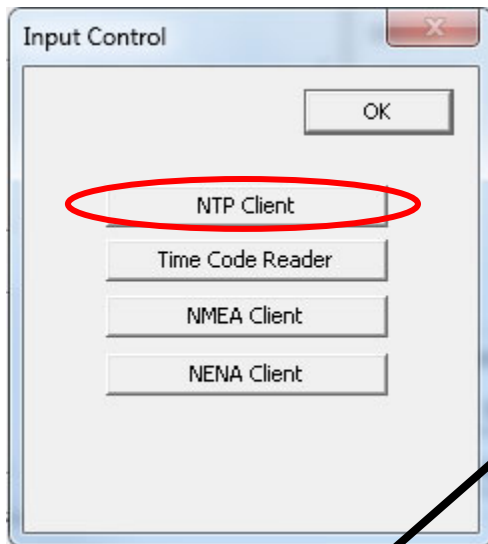 Input Control
OK
NTP Client
Time Code Reader
NMEA Client
NENA Client